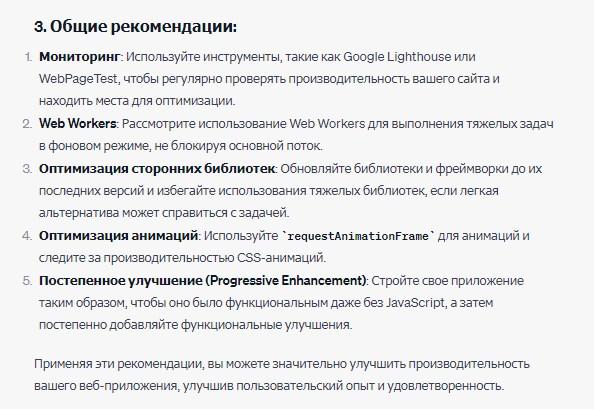 3. Общие рекомендации:
1. Мониторинг: Используйте инструменты, такие как Google Lighthouse или
WebPageTest, чтобы регулярно проверять производительность вашего сайта и
находить места для оптимизации.
2. Web Workers: Рассмотрите использование Web Workers для выполнения тяжелых задач
в фоновом режиме, не блокируя основной поток.
3. Оптимизация сторонних библиотек: Обновляйте библиотеки и фреймворки до их
последних версий и избегайте использования тяжелых библиотек, если легкая
альтернатива может справиться с задачей.
4. Оптимизация анимаций: Используйте `requestAnimationFrame` для анимаций и
следите за производительностью CSS-анимаций.
5. Постепенное улучшение (Progressive Enhancement): Стройте свое приложение
таким образом, чтобы оно было функциональным даже без JavaScript, а затем
постепенно добавляйте функциональные улучшения.
Применяя эти рекомендации, вы можете значительно улучшить производительность
вашего веб-приложения, улучшив пользовательский опыт и удовлетворенность.